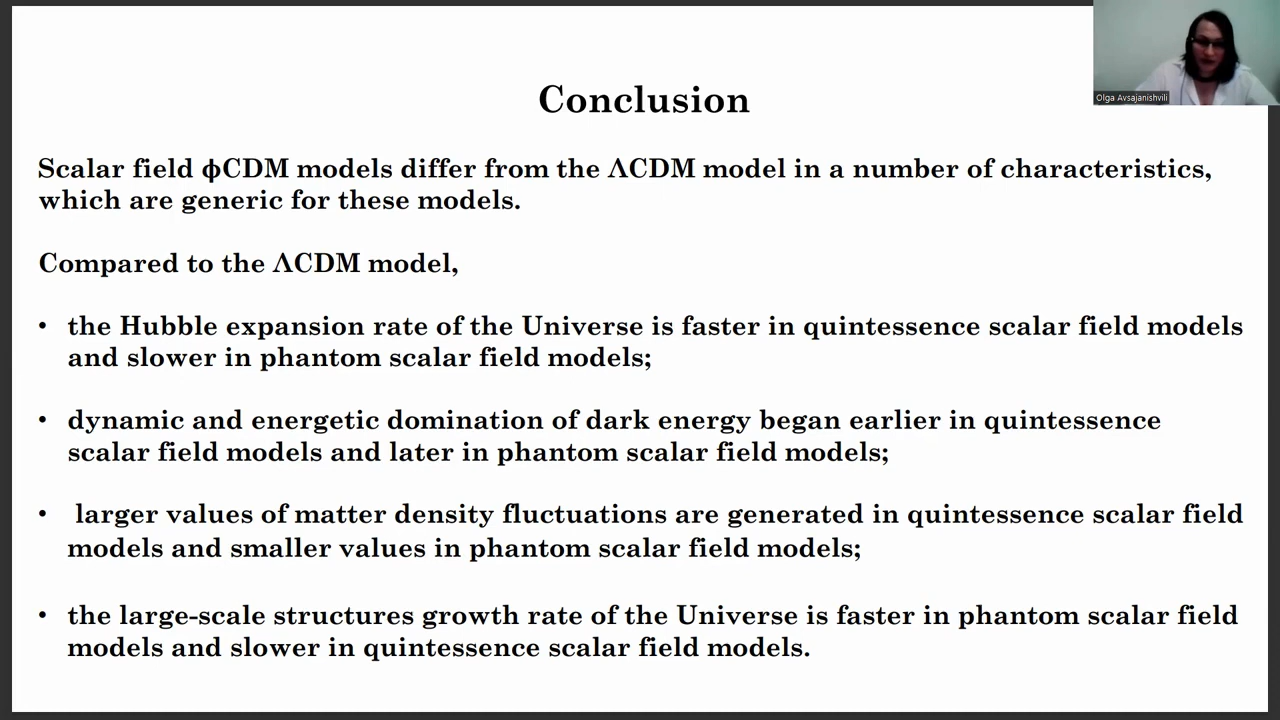 Olga Avsajanishvili
Conclusion
Scalar field ϕCDM models differ from the ΛCDM model in a number of characteristics,
which are generic for these models.
Compared to the ΛCDM model,
• the Hubble expansion rate of the Universe is faster in quintessence scalar field models
and slower in phantom scalar field models;
• dynamic and energetic domination of dark energy began earlier in quintessence
scalar field models and later in phantom scalar field models;
• larger values of matter density fluctuations are generated in quintessence scalar field
models and smaller values in phantom scalar field models;
• the large-scale structures growth rate of the Universe is faster in phantom scalar field
models and slower in quintessence scalar field models.